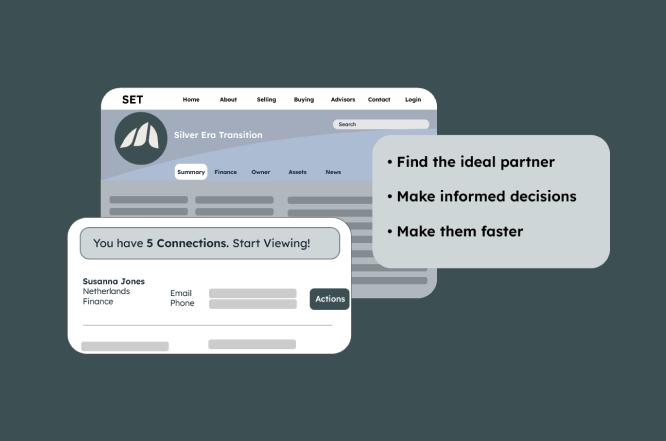 SET
Home About Selling Buying Advisors Contact Login
Search
Silver Era Transition
Summary Finance Owner Assets News
• Find the ideal partner
• Make informed decisions
• Make them faster
You have 5 Connections. Start Viewing!
Susanna Jones
Netherlands
Finance
Email
Phone
Actions